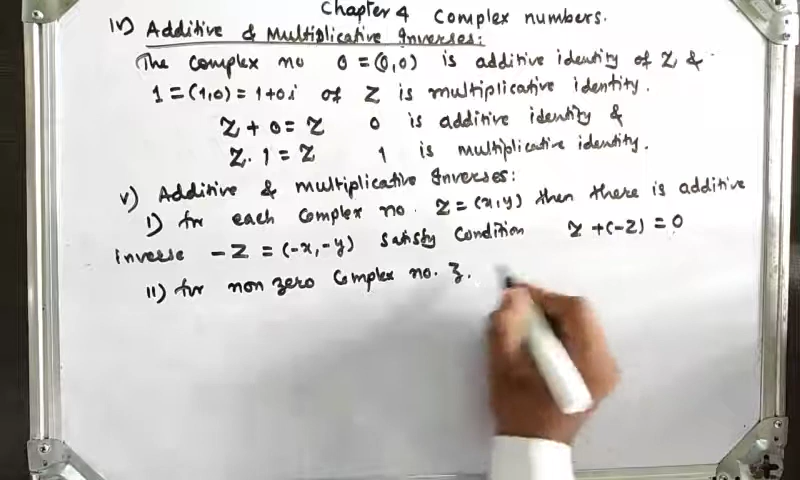 Chapter 4 Complex numbers.
iv) Additive & Multiplicative Inverses:
The complex no 0 = (0,0) is additive identity of Z, &
1 = (1,0) = 1+0i of Z is multiplicative identity.
Z + 0 = Z 0 is additive identity &
Z. 1 = Z 1 is multiplicative identity.
v) Additive & multiplicative Inverses:
I) for each Complex no. Z = (x,y) then there is additive
inverse -Z = (-x,-y) Satisfy Condition Z +(-Z) = 0
II) for non zero Complex no. Z.